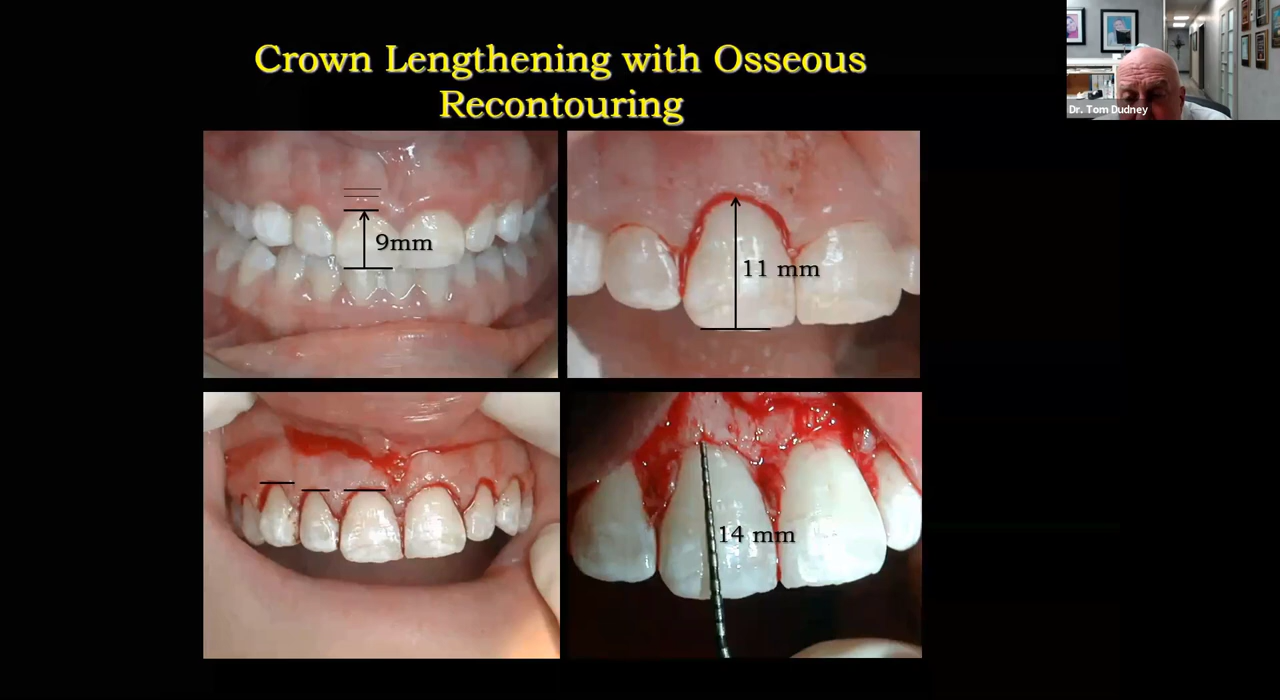 Crown Lengthening with Osseous
Recontouring
Dr. Tom Dudney
9mm
11 mm
14 mm